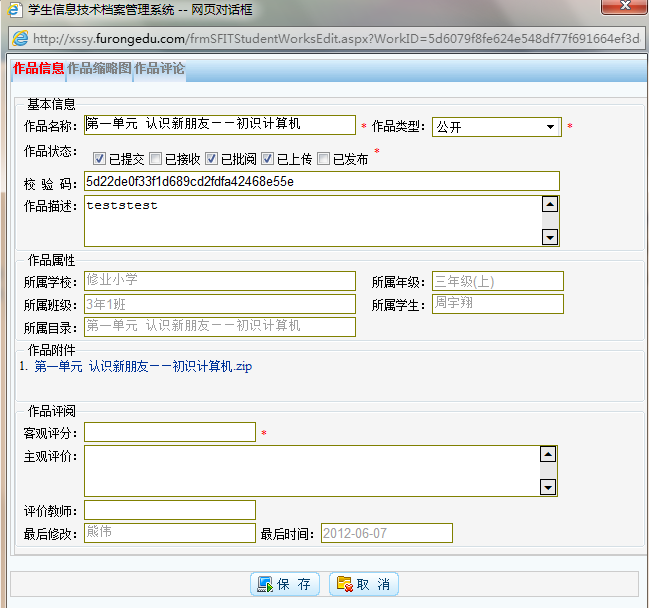 学生信息技术档案管理系统 -- 网页对话框
http://xssy.furongedu.com/frmSFITStudentWorksEdit.aspx?WorkID=5d6079f8fe624e548df77f691664ef3d
作品信息 作品缩略图 作品评论
基本信息
作品名称： 第一单元 认识新朋友－－初识计算机 * 作品类型： 公开 *
作品状态： 已提交 已接收 已批阅 已上传 已发布 *
校 验 码： 5d22de0f33f1d689cd2fdfa42468e55e
作品描述： teststest
作品属性
所属学校： 修业小学 所属年级： 三年级(上)
所属班级： 3年1班 所属学生： 周宇翔
所属目录： 第一单元 认识新朋友－－初识计算机
作品附件
1. 第一单元 认识新朋友－－初识计算机.zip
作品评阅
客观评分： *
主观评价：
评价教师：
最后修改： 熊伟 最后时间： 2012-06-07
保 存 取 消